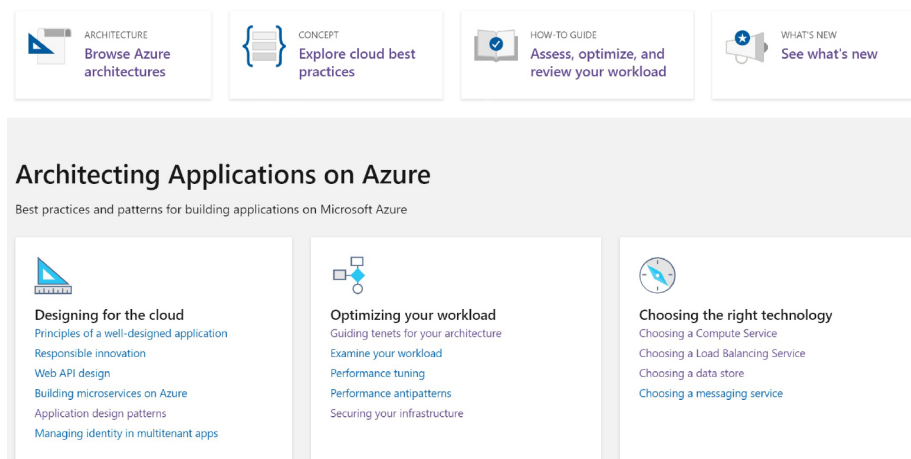 ARCHITECTURE
Browse Azure
architectures
CONCEPT
Explore cloud best
practices
HOW-TO GUIDE
Assess, optimize, and
review your workload
WHAT'S NEW
See what's new
Architecting Applications on Azure
Best practices and patterns for building applications on Microsoft Azure
Designing for the cloud
Principles of a well-designed application
Responsible innovation
Web API design
Building microservices on Azure
Application design patterns
Managing identity in multitenant apps
Optimizing your workload
Guiding tenets for your architecture
Examine your workload
Performance tuning
Performance antipatterns
Securing your infrastructure
Choosing the right technology
Choosing a Compute Service
Choosing a Load Balancing Service
Choosing a data store
Choosing a messaging service